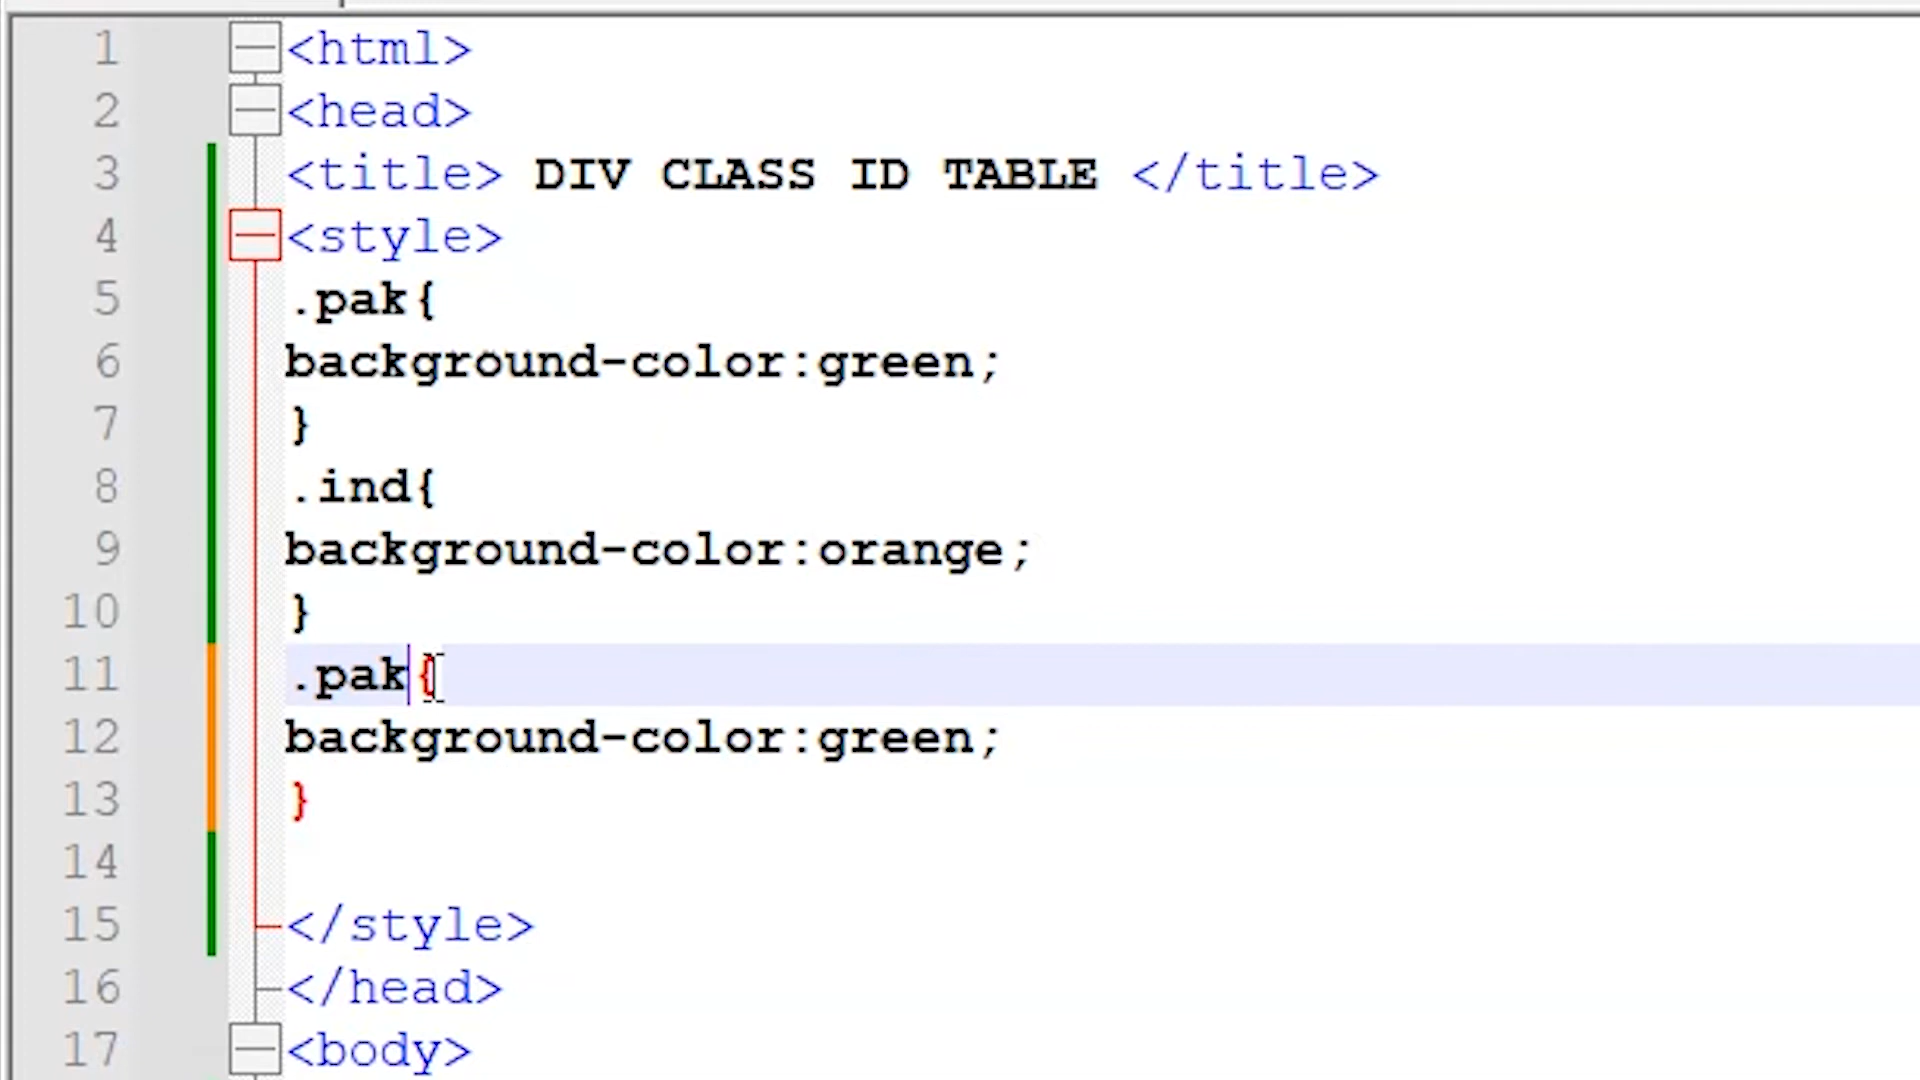 1 <html>
2 <head>
3 <title> DIV CLASS ID TABLE </title>
4 <style>
5 .pak{
6 background-color:green;
7 }
8 .ind{
9 background-color:orange;
10 }
11 .pak{
12 background-color:green;
13 }
14
15 </style>
16 </head>
17 <body>